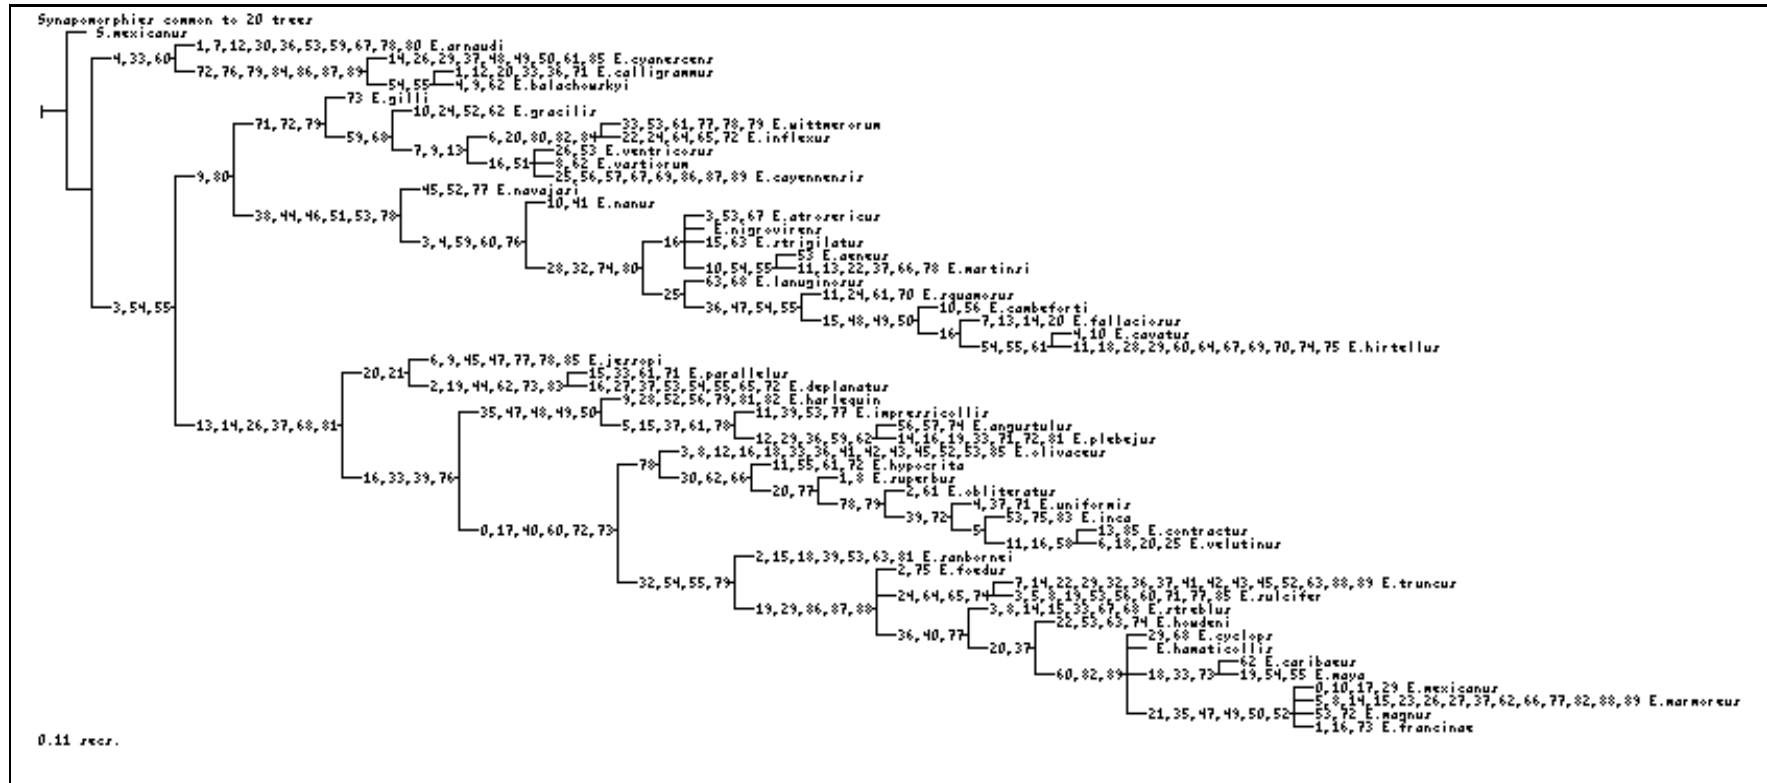 Synapomorphies common to 20 trees
S.mexicanus
1,7,12,30,36,53,59,67,78,80 E.arnaudi
4,33,60 14,26,29,37,48,49,50,61,85 E.cyanescens
72,76,79,84,86,87,89 1,12,20,33,36,71 E.calligrammus
54,55 4,9,62 E.balachowskyi
73 E.gilli
10,24,52,62 E.gracilis
71,72,79 33,53,61,77,78,79 E.wittmerorum
59,68 6,20,80,82,84 22,24,64,65,72 E.inflexus
7,9,13 26,53 E.ventricosus
16,51 8,62 E.vastiorum
9,80 25,56,57,67,69,86,87,89 E.cayennensis
45,52,77 E.navajasi
10,41 E.nanus
38,44,46,51,53,78 3,53,67 E.atrosericus
E.nigrovirens
3,4,59,60,76 16 15,63 E.strigilatus
53 E.aeneus
28,32,74,80 10,54,55 11,13,22,37,66,78 E.martinsi
63,68 E.lanuginosus
25 11,24,61,70 E.squamosus
3,54,55 36,47,54,55 10,56 E.cambeforti
15,48,49,50 7,13,14,20 E.fallaciosus
16 4,10 E.cavatus
54,55,61 11,18,28,29,60,64,67,69,70,74,75 E.hirtellus
6,9,45,47,77,78,85 E.jessopi
20,21 15,33,61,71 E.parallelus
2,19,44,62,73,83 16,27,37,53,54,55,65,72 E.deplanatus
9,28,52,56,79,81,82 E.harlequin
35,47,48,49,50 11,39,53,77 E.impressicollis
13,14,26,37,68,81 5,15,37,61,78 56,57,74 E.angustulus
12,29,36,59,62 14,16,19,33,71,72,81 E.plebejus
3,8,12,16,18,33,36,41,42,43,45,52,53,85 E.olivaceus
78 11,55,61,72 E.hypocrita
16,33,39,76 30,62,66 1,8 E.superbus
20,77 2,61 E.obliteratus
78,79 4,37,71 E.uniformis
39,72 53,75,83 E.inca
0,17,40,60,72,73 5 13,85 E.contractus
11,16,58 6,18,20,25 E.velutinus
2,15,18,39,53,63,81 E.sanbornei
2,75 E.foedus
32,54,55,79 7,14,22,29,32,36,37,41,42,43,45,52,63,88,89 E.truncus
24,64,65,74 3,5,8,19,53,56,60,71,77,85 E.sulcifer
19,29,86,87,88 3,8,14,15,33,67,68 E.streblus
22,53,63,74 E.howdeni
36,40,77 29,68 E.cyclops
20,37 E.hamaticollis
62 E.caribaeus
60,82,89 18,33,73 19,54,55 E.maya
0,10,17,29 E.mexicanus
5,8,14,15,23,26,27,37,62,66,77,82,88,89 E.marmoreus
21,35,47,49,50,52 53,72 E.magnus
1,16,73 E.francinae
0.11 secs.